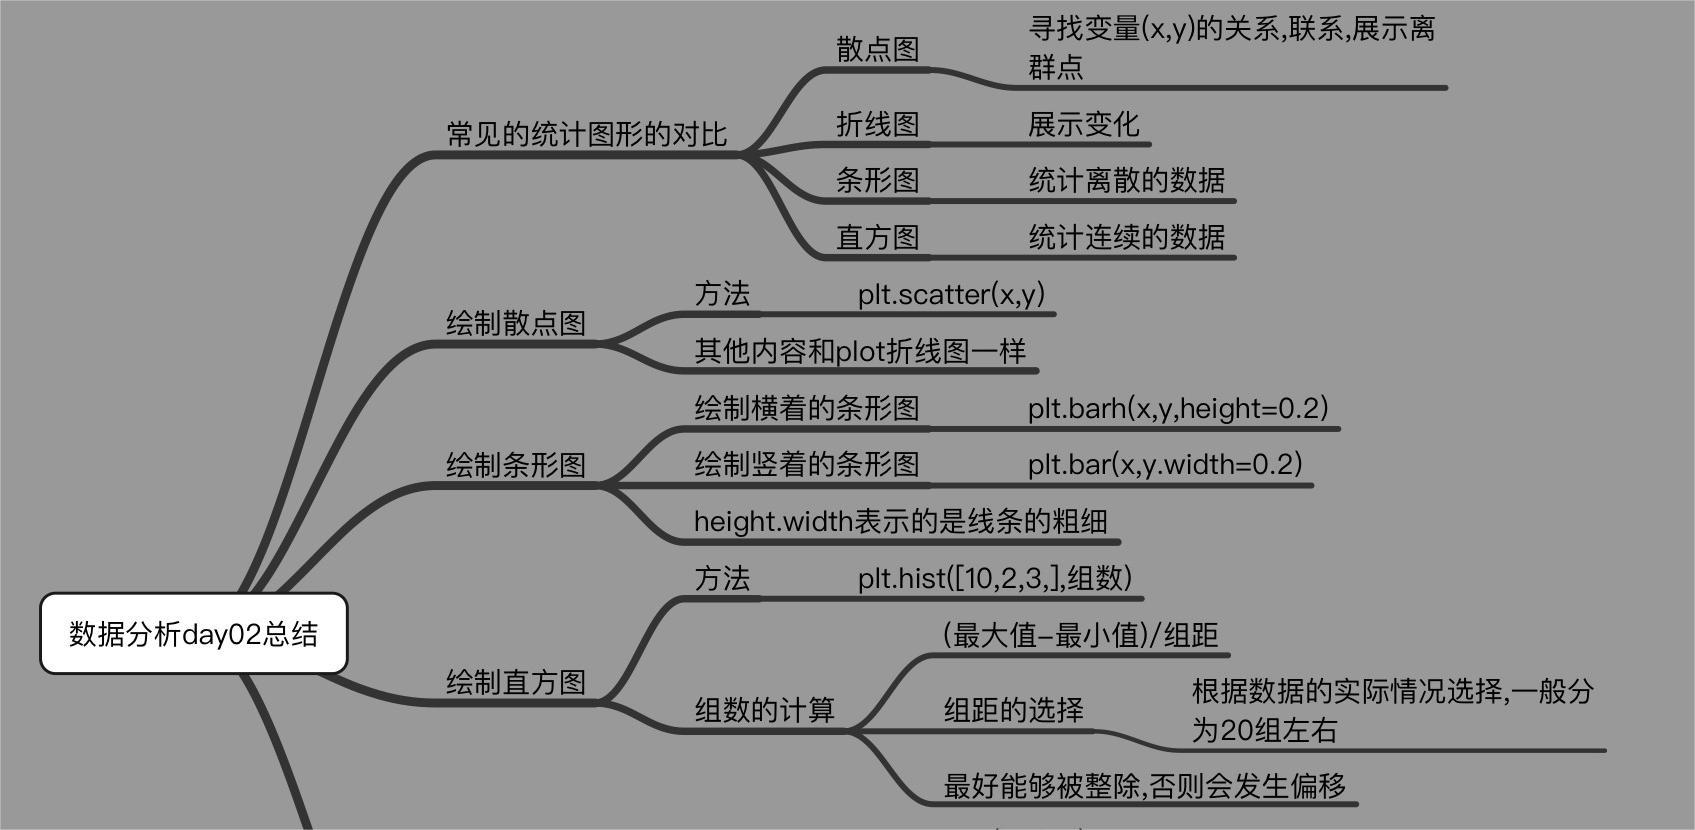 散点图
寻找变量(x,y)的关系,联系,展示离
群点
常见的统计图形的对比
折线图
展示变化
条形图
统计离散的数据
直方图
统计连续的数据
绘制散点图
方法
plt.scatter(x,y)
其他内容和plot折线图一样
绘制条形图
绘制横着的条形图
plt.barh(x,y,height=0.2)
绘制竖着的条形图
plt.bar(x,y.width=0.2)
height.width表示的是线条的粗细
数据分析day02总结
绘制直方图
方法
plt.hist([10,2,3,],组数)
组数的计算
(最大值-最小值)/组距
组距的选择
根据数据的实际情况选择,一般分
为20组左右
最好能够被整除,否则会发生偏移